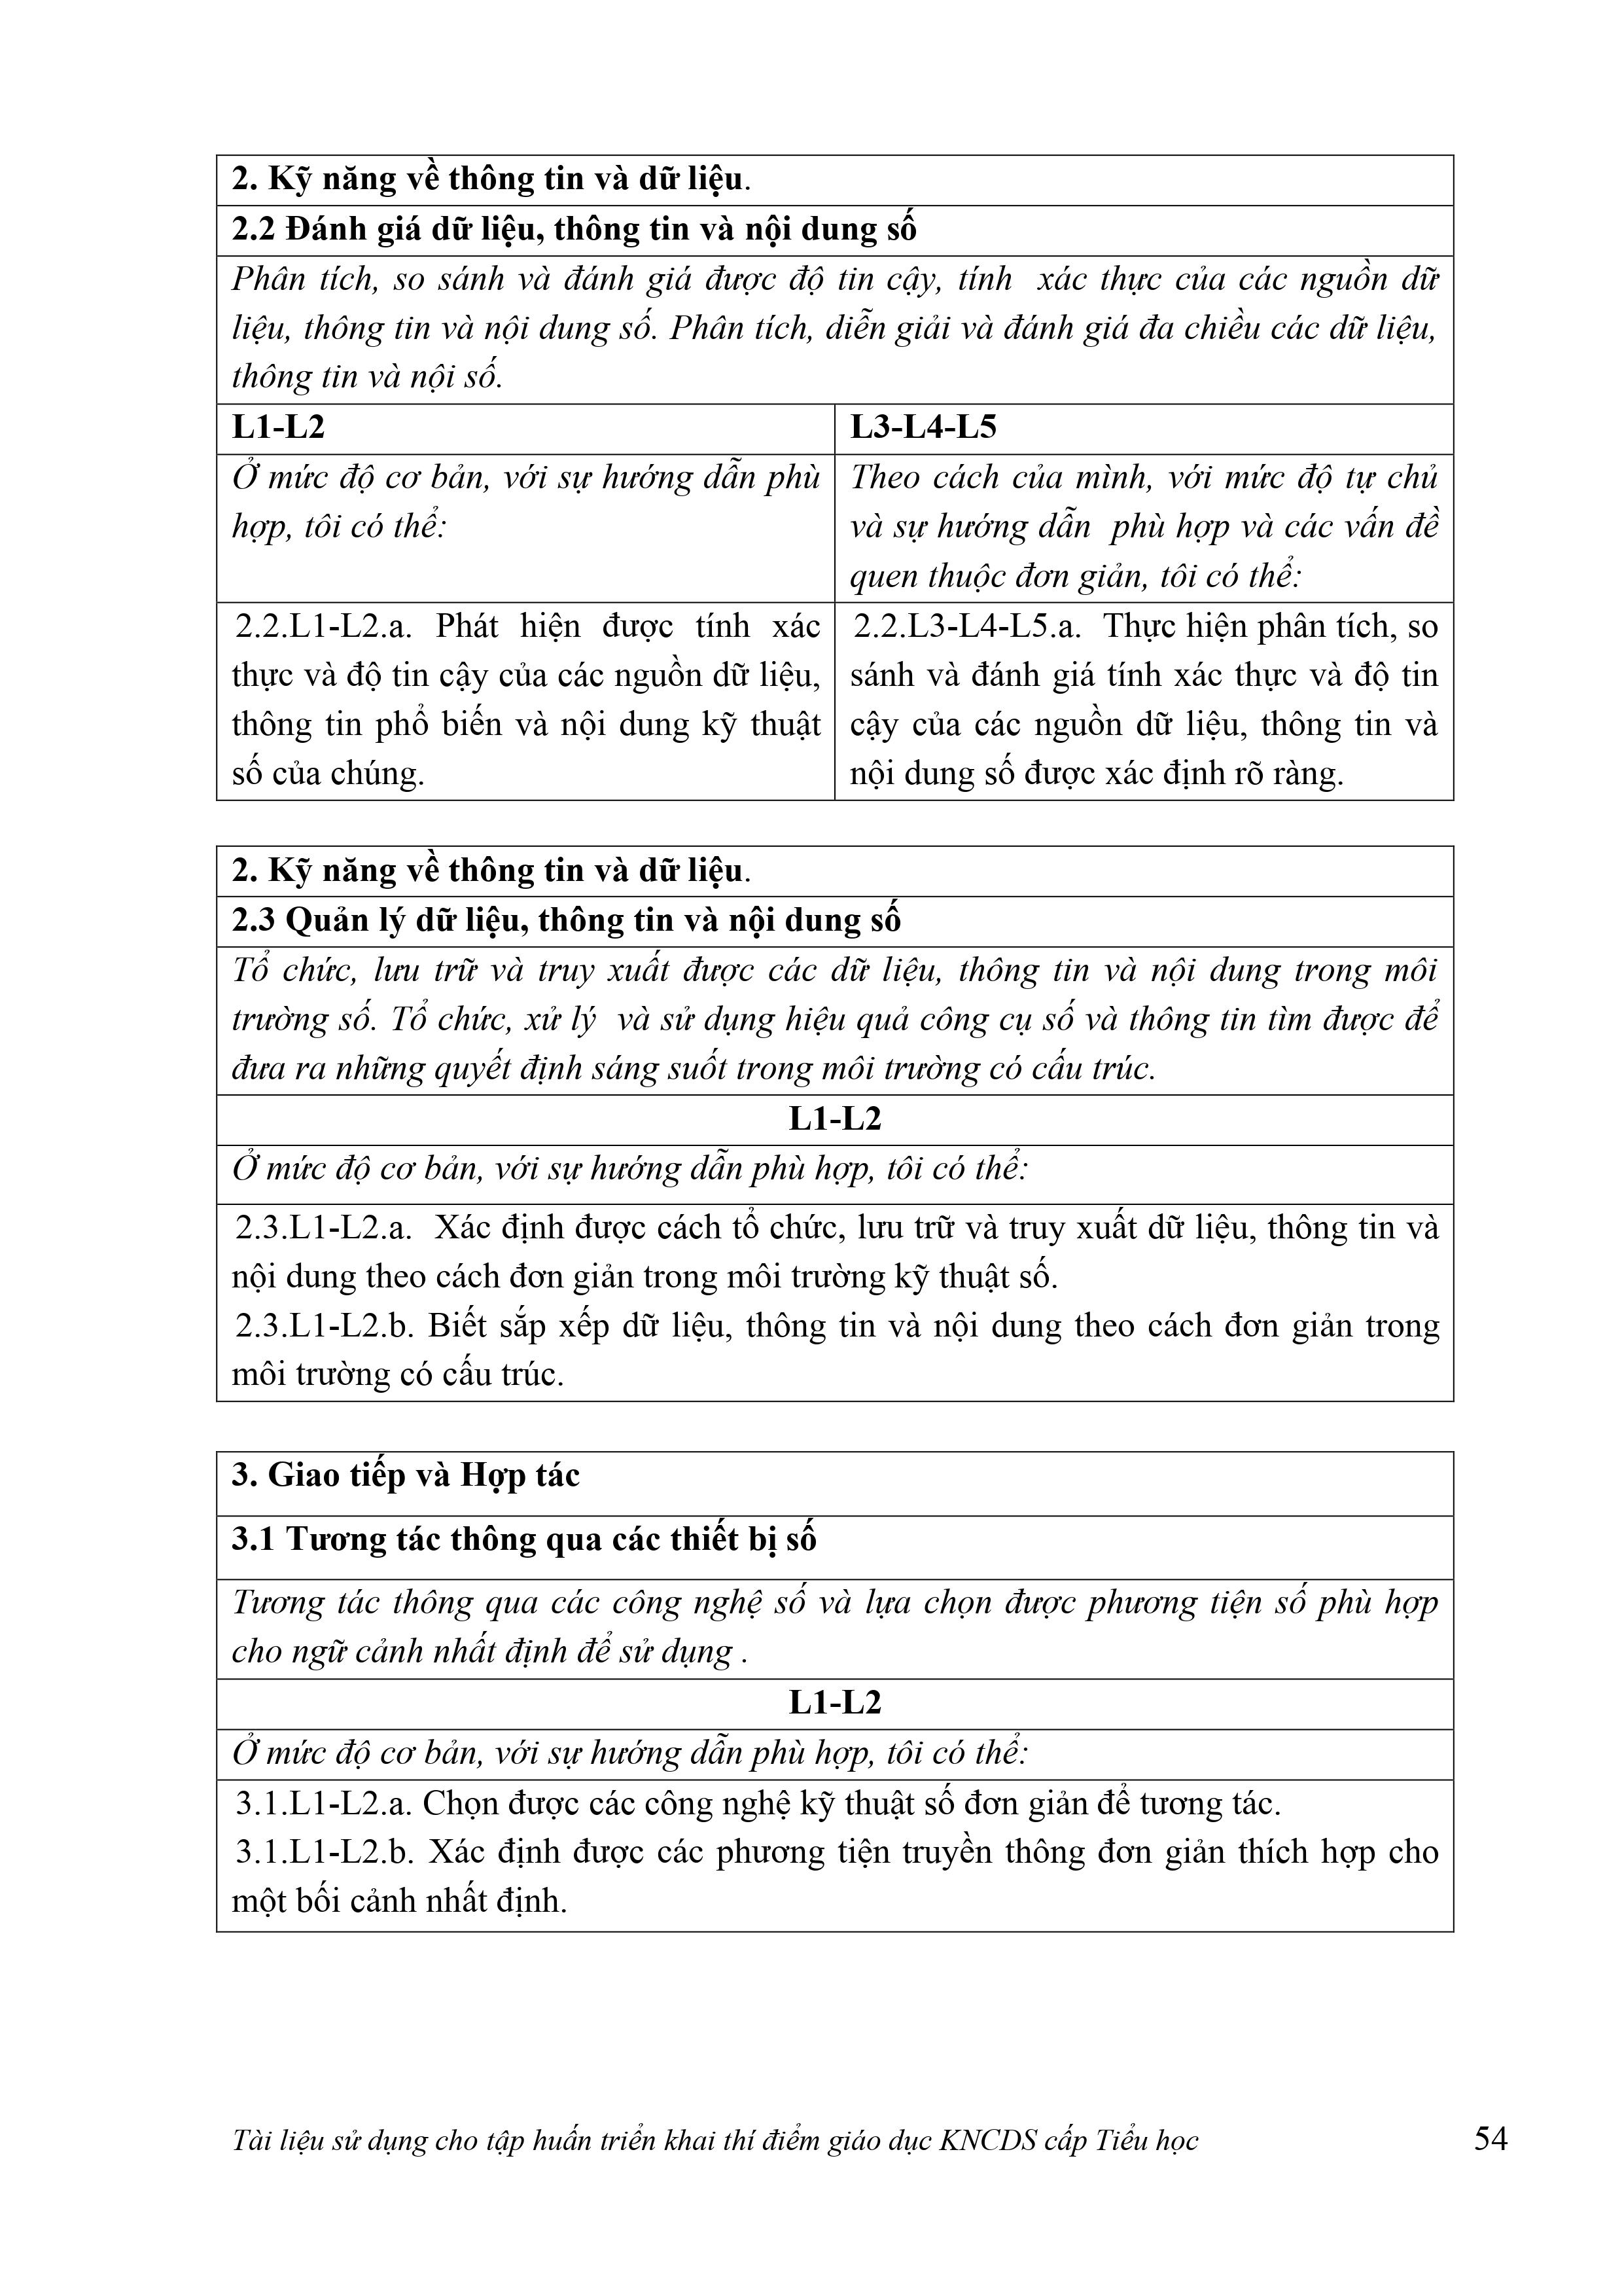 2. Kỹ năng về thông tin và dữ liệu.
2.2 Đánh giá dữ liệu, thông tin và nội dung số
Phân tích, so sánh và đánh giá được độ tin cậy, tính xác thực của các nguồn dữ
liệu, thông tin và nội dung số. Phân tích, diễn giải và đánh giá đa chiều các dữ liệu,
thông tin và nội số.
L1-L2
Ở mức độ cơ bản, với sự hướng dẫn phù
hợp, tôi có thể:
2.2.L1-L2.a. Phát hiện được tính xác
thực và độ tin cậy của các nguồn dữ liệu,
thông tin phổ biến và nội dung kỹ thuật
số của chúng.
L3-L4-L5
Theo cách của mình, với mức độ tự chủ
và sự hướng dẫn phù hợp và các vấn đề
quen thuộc đơn giản, tôi có thể:
2.2.L3-L4-L5.a. Thực hiện phân tích, so
sánh và đánh giá tính xác thực và độ tin
cậy của các nguồn dữ liệu, thông tin và
nội dung số được xác định rõ ràng.
2. Kỹ năng về thông tin và dữ liệu.
2.3 Quản lý dữ liệu, thông tin và nội dung số
Tổ chức, lưu trữ và truy xuất được các dữ liệu, thông tin và nội dung trong môi
trường số. Tổ chức, xử lý và sử dụng hiệu quả công cụ số và thông tin tìm được để
đưa ra những quyết định sáng suốt trong môi trường có cấu trúc.
L1-L2
Ở mức độ cơ bản, với sự hướng dẫn phù hợp, tôi có thể:
2.3.L1-L2.a. Xác định được cách tổ chức, lưu trữ và truy xuất dữ liệu, thông tin và
nội dung theo cách đơn giản trong môi trường kỹ thuật số.
2.3.L1-L2.b. Biết sắp xếp dữ liệu, thông tin và nội dung theo cách đơn giản trong
môi trường có cấu trúc.
3. Giao tiếp và Hợp tác
3.1 Tương tác thông qua các thiết bị số
Tương tác thông qua các công nghệ số và lựa chọn được phương tiện số phù hợp
cho ngữ cảnh nhất định để sử dụng .
L1-L2
Ở mức độ cơ bản, với sự hướng dẫn phù hợp, tôi có thể:
3.1.L1-L2.a. Chọn được các công nghệ kỹ thuật số đơn giản để tương tác.
3.1.L1-L2.b. Xác định được các phương tiện truyền thông đơn giản thích hợp cho
một bối cảnh nhất định.
Tài liệu sử dụng cho tập huấn triển khai thí điểm giáo dục KNCDS cấp Tiểu học 54